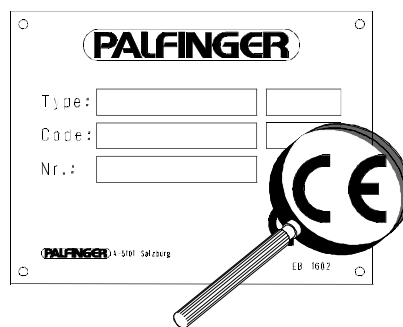 PALFINGER
Type:
Code:
Nr.:
CE
PALFINGER A-5101 Salzburg
EB 1602